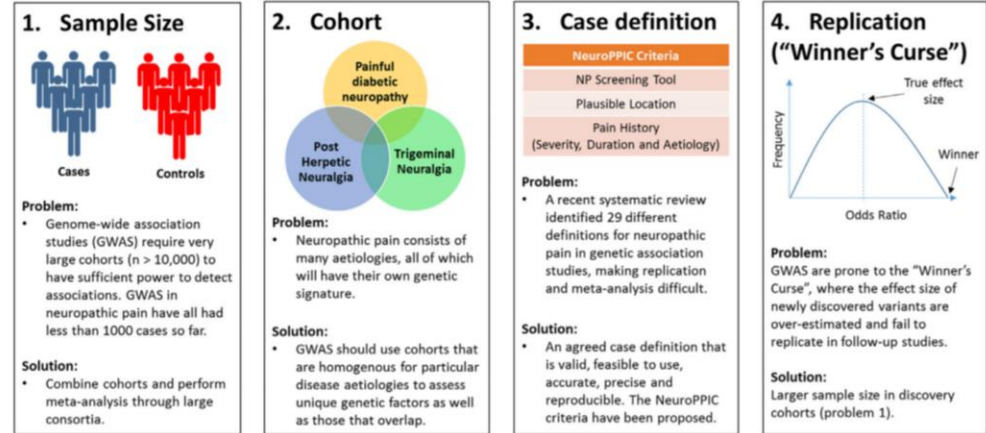 1. Sample Size
Cases
Controls
Problem:
• Genome-wide association
studies (GWAS) require very
large cohorts (n > 10,000) to
have sufficient power to detect
associations. GWAS in
neuropathic pain have all had
less than 1000 cases so far.
Solution:
• Combine cohorts and perform
meta-analysis through large
consortia.
2. Cohort
Painful
diabetic
neuropathy
Post
Herpetic
Neuralgia
Trigeminal
Neuralgia
Problem:
• Neuropathic pain consists of
many aetiologies, all of which
will have their own genetic
signature.
Solution:
• GWAS should use cohorts that
are homogenous for particular
disease aetiologies to assess
unique genetic factors as well
as those that overlap.
3. Case definition
NeuroPPIC Criteria
NP Screening Tool
Plausible Location
Pain History
(Severity, Duration and Aetiology)
Problem:
• A recent systematic review
identified 29 different
definitions for neuropathic
pain in genetic association
studies, making replication
and meta-analysis difficult.
Solution:
• An agreed case definition that
is valid, feasible to use,
accurate, precise and
reproducible. The NeuroPPIC
criteria have been proposed.
4. Replication
(“Winner’s Curse”)
True effect
size
Winner
Frequency
Odds Ratio
Problem:
GWAS are prone to the “Winner’s
Curse”, where the effect size of
newly discovered variants are
over-estimated and fail to
replicate in follow-up studies.
Solution:
Larger sample size in discovery
cohorts (problem 1).